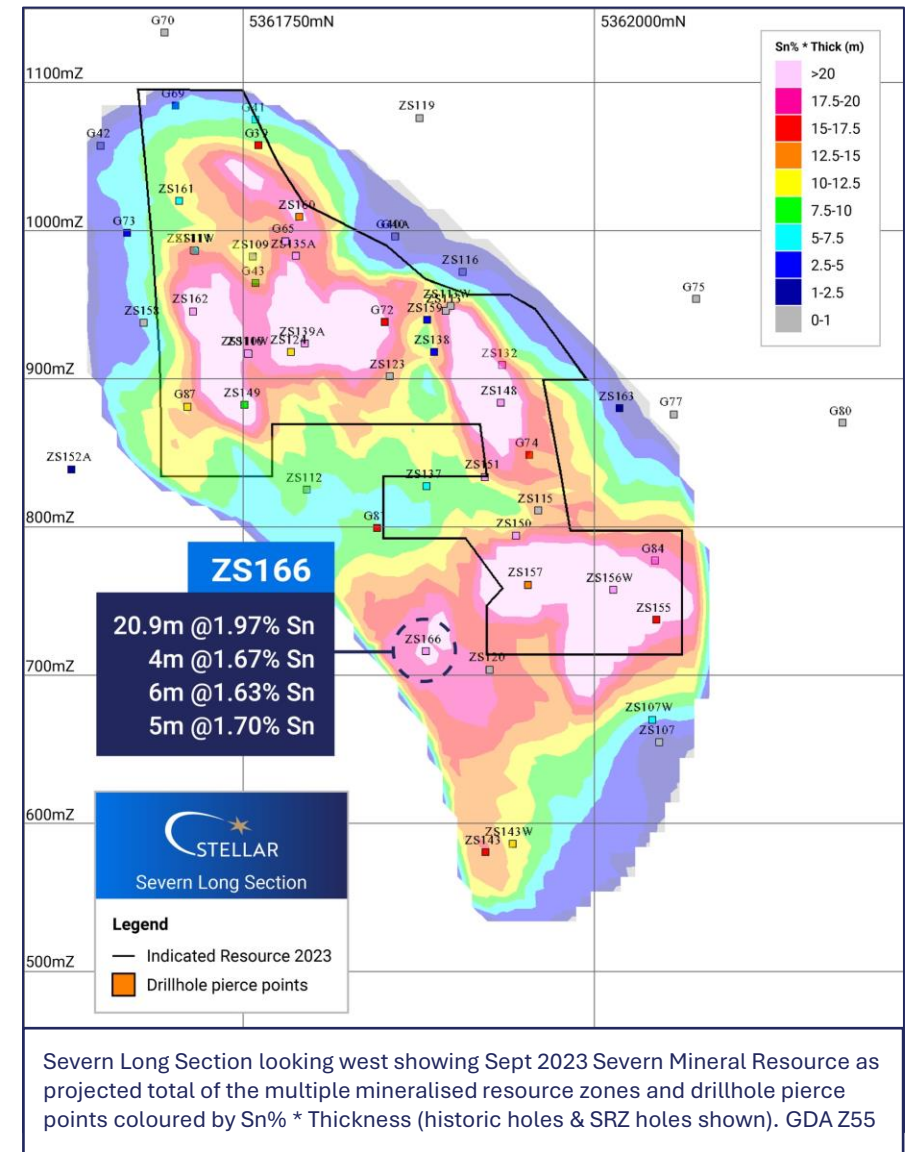 G70
5361750mN
5362000mN
Sn% * Thick (m)
>20
17.5-20
15-17.5
12.5-15
10-12.5
7.5-10
5-7.5
2.5-5
1-2.5
0-1
1100mZ
G69
G41
ZS119
G42
G39
ZS161
ZS160
1000mZ
G73
G65
ZS109
ZS135A
ZS116
G43
G75
ZS162
ZS158
G72
ZS159
ZS139A
ZS124
ZS138
ZS132
900mZ
ZS123
ZS149
ZS148
G87
ZS163
G77
G80
G74
ZS152A
ZS151
ZS112
ZS137
ZS115
800mZ
ZS150
G84
ZS166
ZS157
ZS156W
20.9m @1.97% Sn
4m @1.67% Sn
6m @1.63% Sn
5m @1.70% Sn
ZS155
ZS166
700mZ
ZS120
ZS107W
ZS107
600mZ
ZS143W
ZS143
STELLAR
Severn Long Section
Legend
Indicated Resource 2023
Drillhole pierce points
500mZ
Severn Long Section looking west showing Sept 2023 Severn Mineral Resource as
projected total of the multiple mineralised resource zones and drillhole pierce
points coloured by Sn% * Thickness (historic holes & SRZ holes shown). GDA Z55